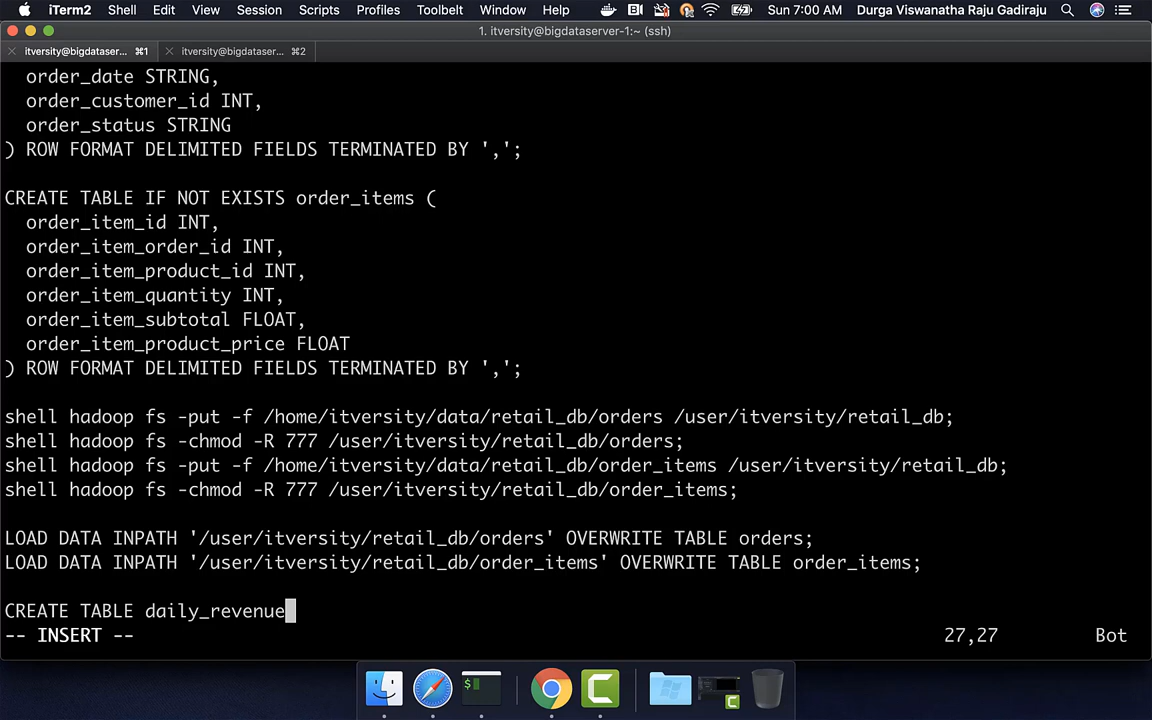 iTerm2 Shell Edit View Session Scripts Profiles Toolbelt Window Help Sun 7:00 AM Durga Viswanatha Raju Gadiraju
1. itversity@bigdataserver-1:~ (ssh)
itversity@bigdataser... ⌘1 itversity@bigdataser... ⌘2
order_date STRING,
order_customer_id INT,
order_status STRING
) ROW FORMAT DELIMITED FIELDS TERMINATED BY ',';
CREATE TABLE IF NOT EXISTS order_items (
order_item_id INT,
order_item_order_id INT,
order_item_product_id INT,
order_item_quantity INT,
order_item_subtotal FLOAT,
order_item_product_price FLOAT
) ROW FORMAT DELIMITED FIELDS TERMINATED BY ',';
shell hadoop fs -put -f /home/itversity/data/retail_db/orders /user/itversity/retail_db;
shell hadoop fs -chmod -R 777 /user/itversity/retail_db/orders;
shell hadoop fs -put -f /home/itversity/data/retail_db/order_items /user/itversity/retail_db;
shell hadoop fs -chmod -R 777 /user/itversity/retail_db/order_items;
LOAD DATA INPATH '/user/itversity/retail_db/orders' OVERWRITE TABLE orders;
LOAD DATA INPATH '/user/itversity/retail_db/order_items' OVERWRITE TABLE order_items;
CREATE TABLE daily_revenue
-- INSERT -- 27,27 Bot